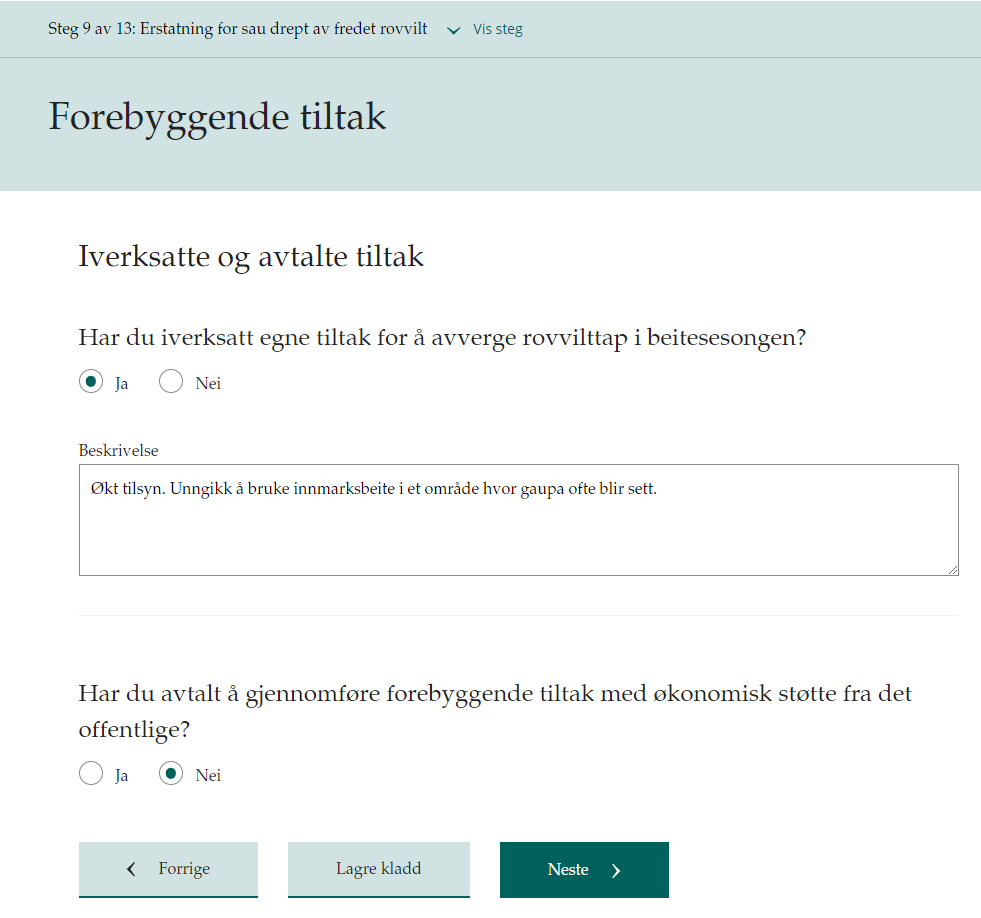 Steg 9 av 13: Erstatning for sau drept av fredet rovvilt Vis steg
Forebyggende tiltak
Iverksatte og avtalte tiltak
Har du iverksatt egne tiltak for å avverge rovvilttap i beitesesongen?
Ja Nei
Beskrivelse
Økt tilsyn. Unngikk å bruke innmarksbeite i et område hvor gaupa ofte blir sett.
Har du avtalt å gjennomføre forebyggende tiltak med økonomisk støtte fra det
offentlige?
Ja Nei
Forrige Lagre kladd Neste